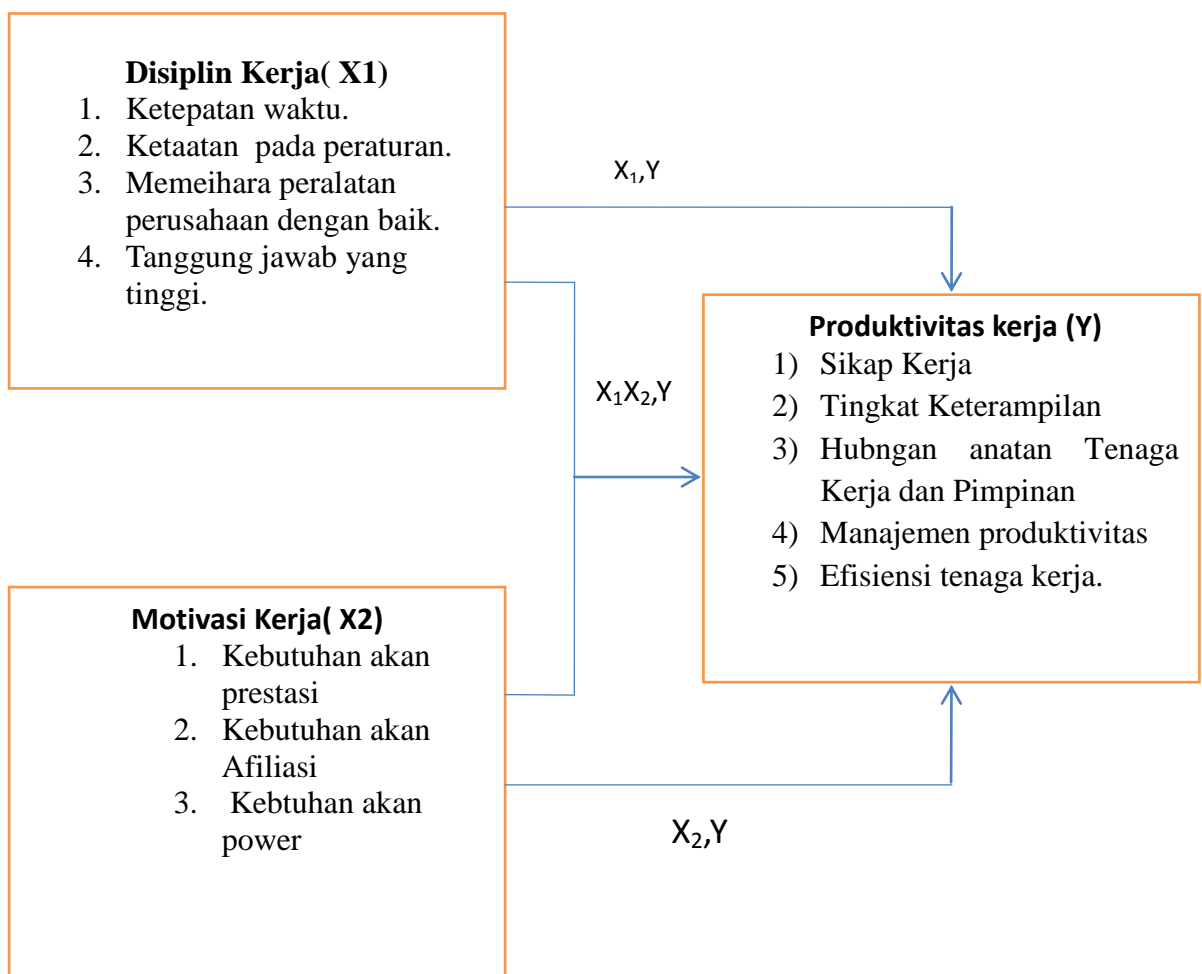 Disiplin Kerja( X1)
1. Ketepatan waktu.
2. Ketaatan pada peraturan.
3. Memeihara peralatan
perusahaan dengan baik.
4. Tanggung jawab yang
tinggi.
X₁,Y
X₁X₂,Y
Produktivitas kerja (Y)
1) Sikap Kerja
2) Tingkat Keterampilan
3) Hubngan anatan Tenaga
Kerja dan Pimpinan
4) Manajemen produktivitas
5) Efisiensi tenaga kerja.
Motivasi Kerja( X2)
1. Kebutuhan akan
prestasi
2. Kebutuhan akan
Afiliasi
3. Kebtuhan akan
power
X₂,Y